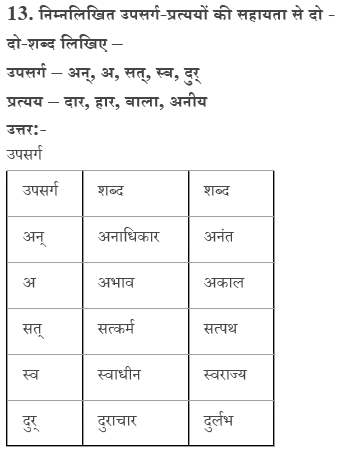 13. निम्नलिखित उपसर्ग-प्रत्ययों की सहायता से दो -
दो-शब्द लिखिए –
उपसर्ग – अन्, अ, सत्, स्व, दुर्
प्रत्यय – दार, हार, वाला, अनीय
उत्तर:-
उपसर्ग
उपसर्ग शब्द शब्द
अन् अनाधिकार अनंत
अ अभाव अकाल
सत् सत्कर्म सत्पथ
स्व स्वाधीन स्वराज्य
दुर् दुराचार दुर्लभ